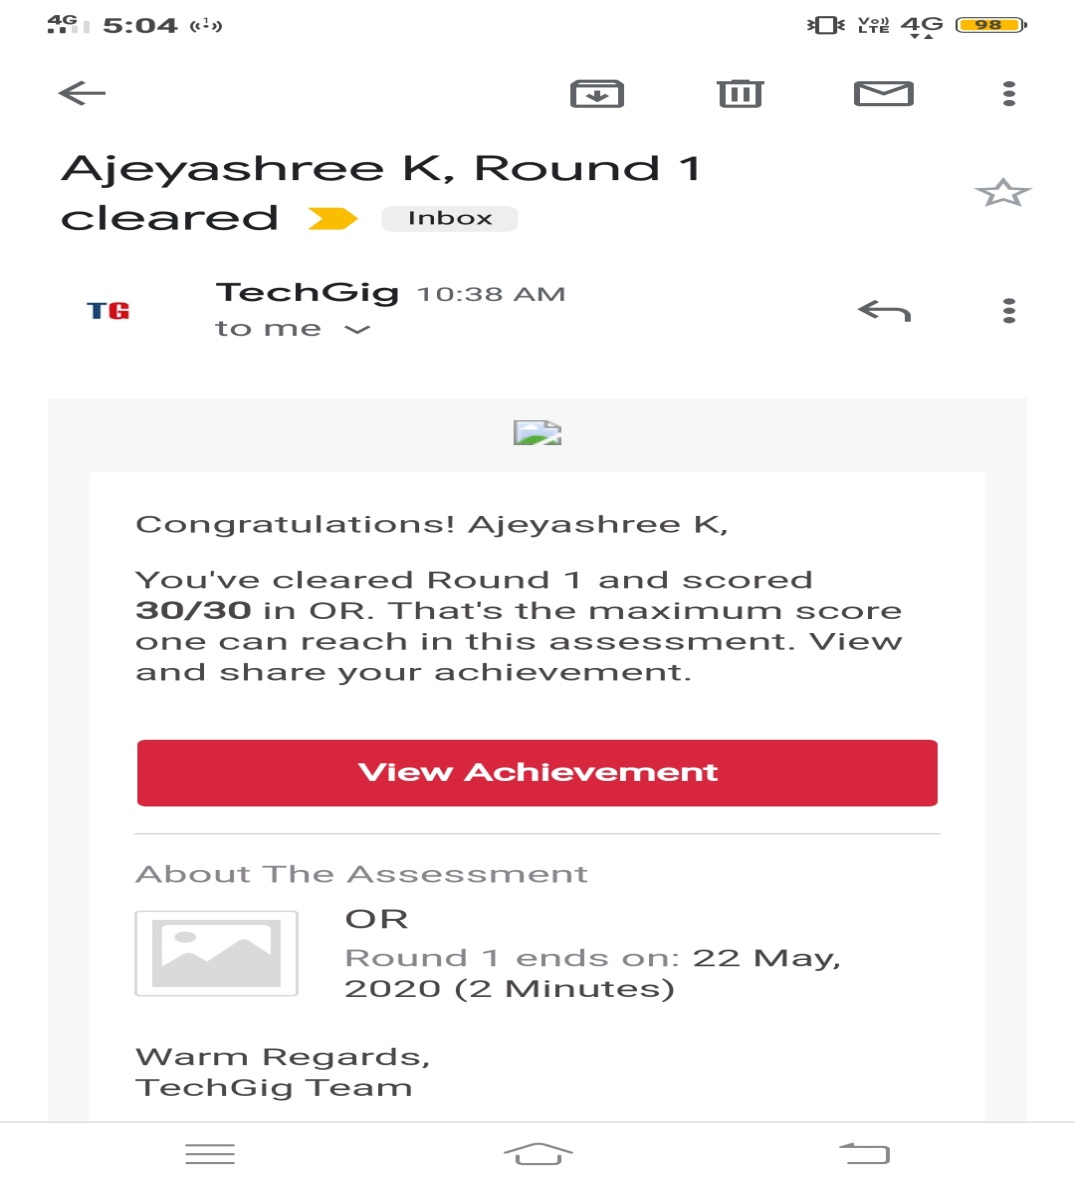 4G 5:04 Vo)) LTE 4G 98
Ajeyashree K, Round 1
cleared Inbox
TG TechGig 10:38 AM
to me
Congratulations! Ajeyashree K,
You've cleared Round 1 and scored
30/30 in OR. That's the maximum score
one can reach in this assessment. View
and share your achievement.
View Achievement
About The Assessment
OR
Round 1 ends on: 22 May,
2020 (2 Minutes)
Warm Regards,
TechGig Team